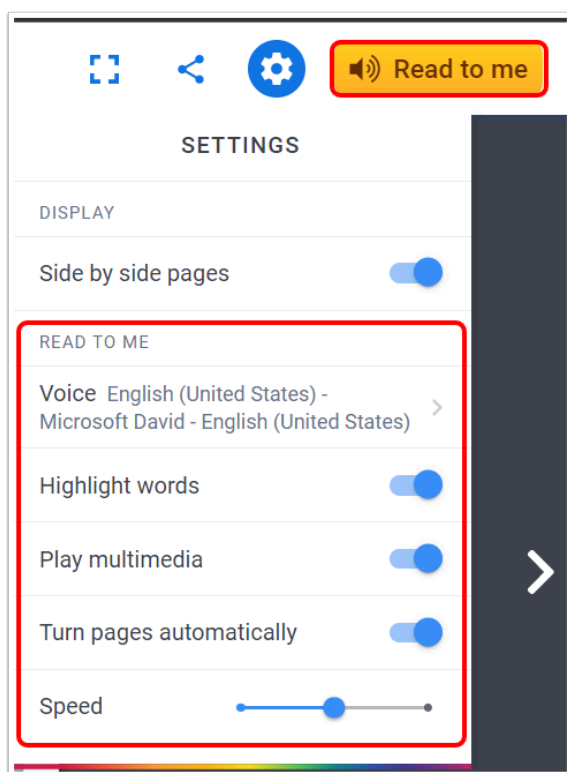 Read to me
SETTINGS
DISPLAY
Side by side pages
READ TO ME
Voice English (United States) -
Microsoft David - English (United States)
Highlight words
Play multimedia
Turn pages automatically
Speed